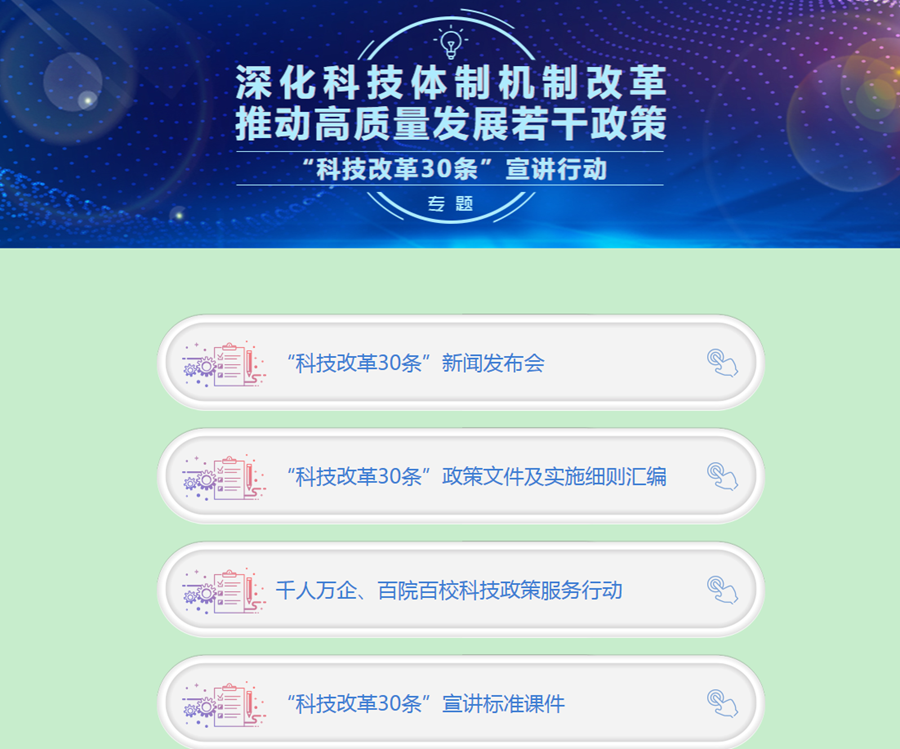 深化科技体制机制改革
推动高质量发展若干政策
“科技改革30条”宣讲行动
专题
“科技改革30条”新闻发布会
“科技改革30条”政策文件及实施细则汇编
千人万企、百院百校科技政策服务行动
“科技改革30条”宣讲标准课件